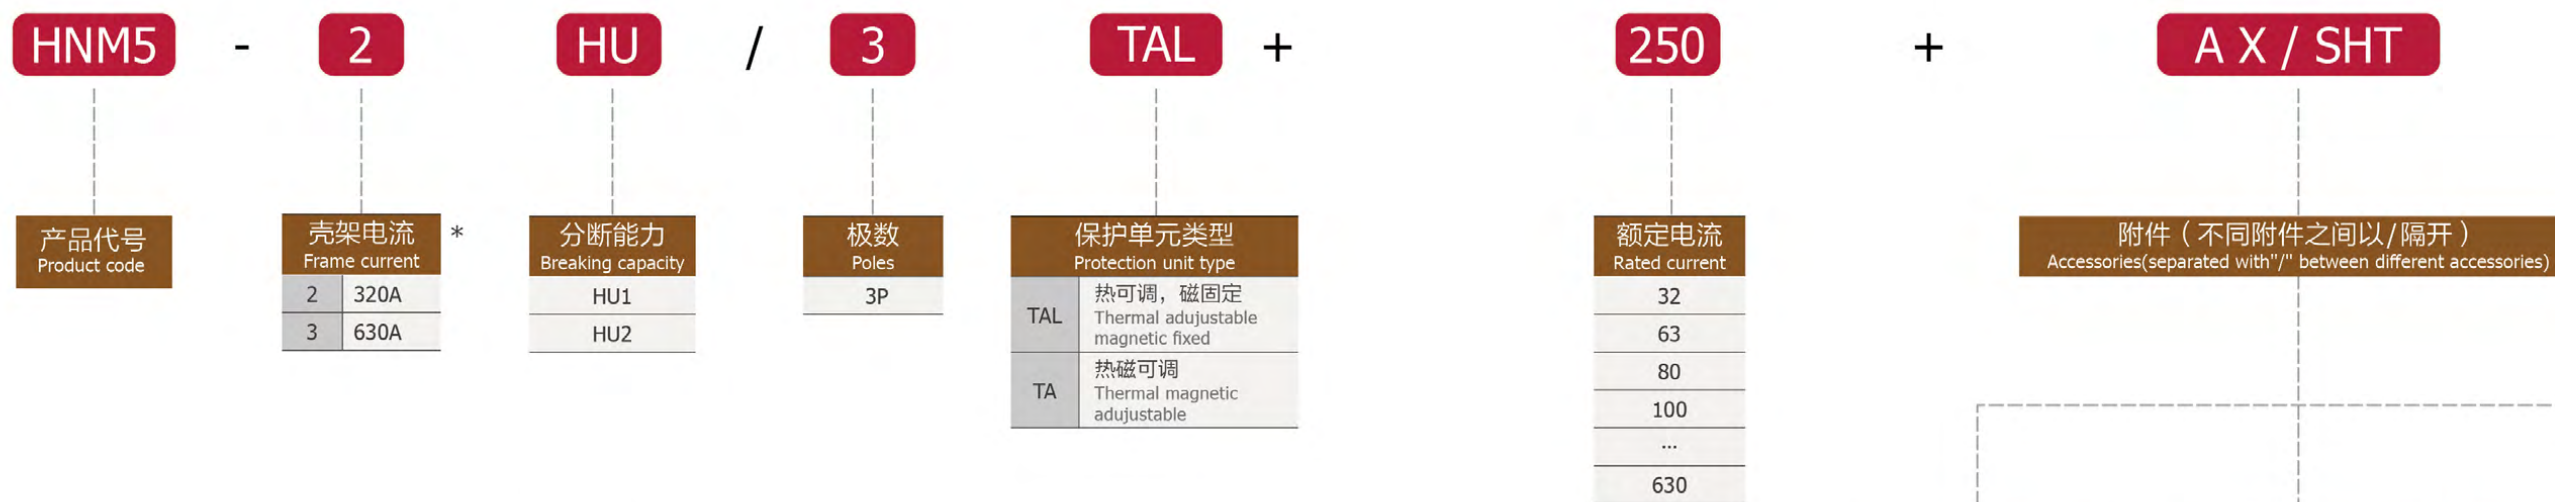 HNM5 - 2 HU / 3 TAL + 250 + A X / SHT
产品代号
Product code
壳架电流 *
Frame current
2 320A
3 630A
分断能力
Breaking capacity
HU1
HU2
极数
Poles
3P
保护单元类型
Protection unit type
TAL 热可调，磁固定
Thermal adujustable
magnetic fixed
TA 热磁可调
Thermal magnetic
adujustable
额定电流
Rated current
32
63
80
100
...
630
附件（不同附件之间以/隔开）
Accessories(separated with"/" between different accessories)